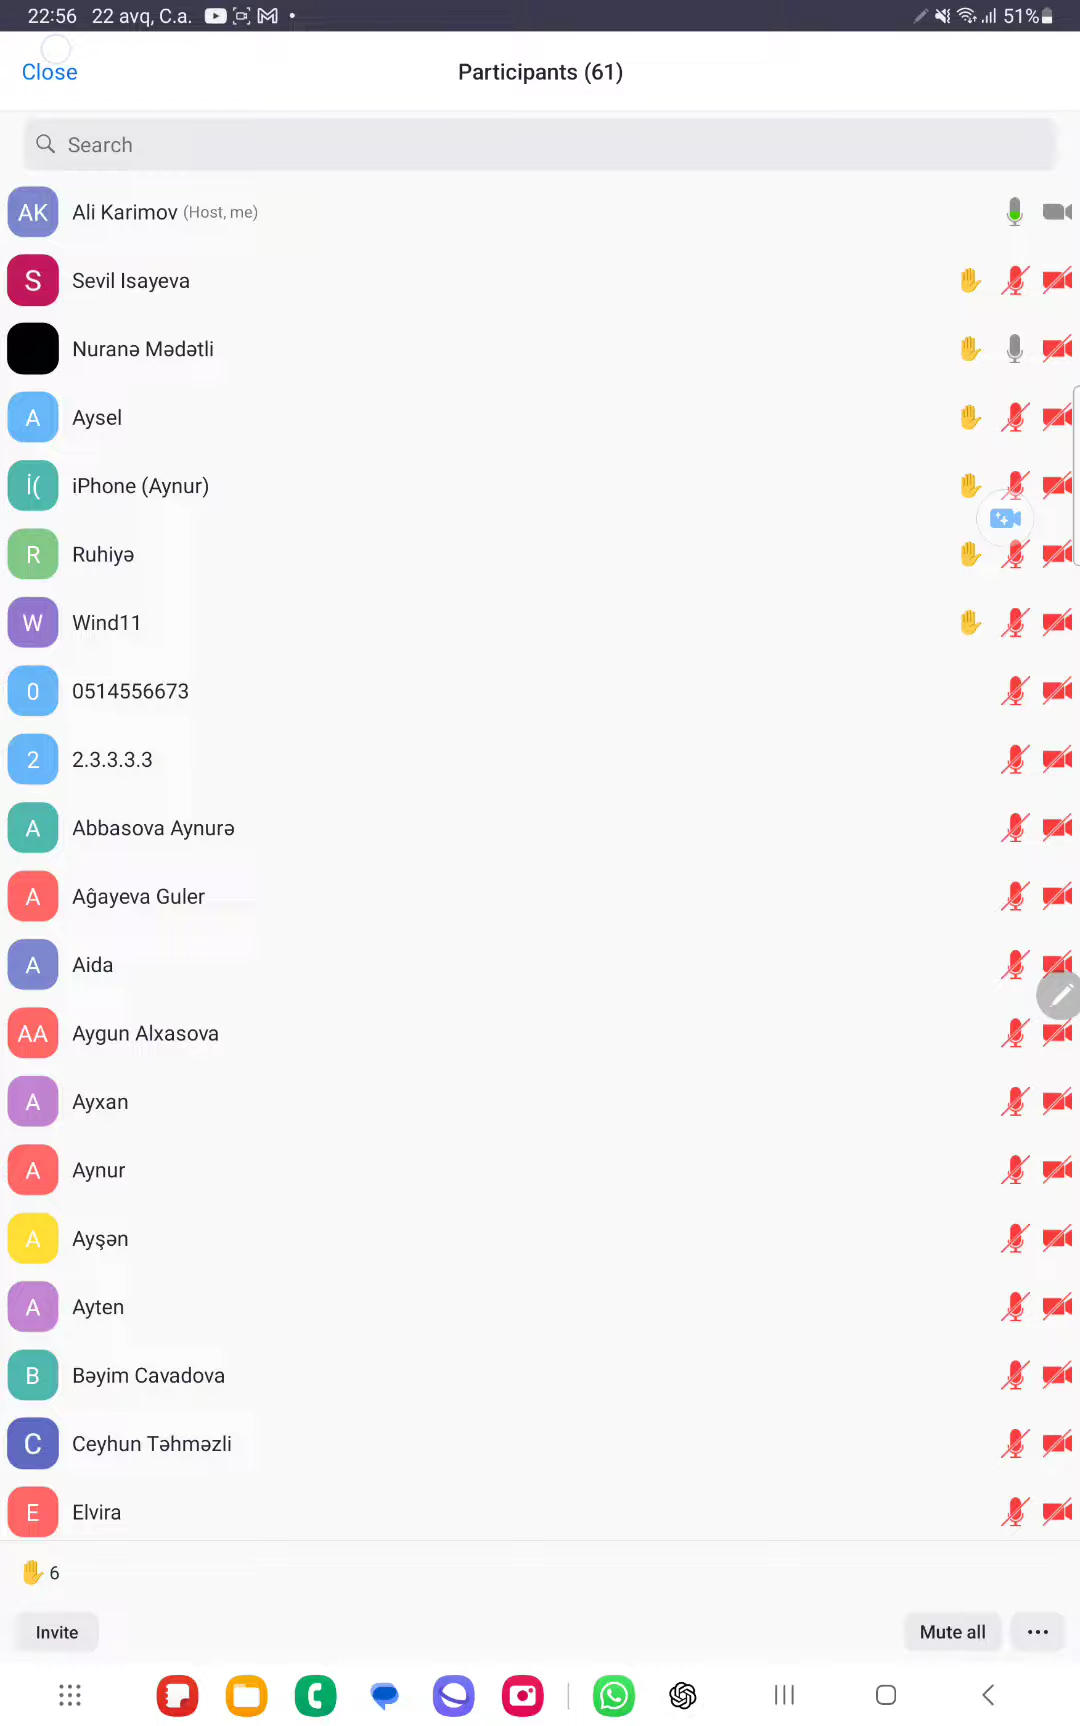 22:56 22 avq, C.a. 51%
Close Participants (61)
Search
AK Ali Karimov (Host, me)
S Sevil Isayeva
Nuranə Mədətli
A Aysel
İ( iPhone (Aynur)
R Ruhiyə
W Wind11
0 0514556673
2 2.3.3.3.3
A Abbasova Aynurə
A Aĝayeva Guler
A Aida
AA Aygun Alxasova
A Ayxan
A Aynur
A Ayşən
A Ayten
B Bəyim Cavadova
C Ceyhun Təhməzli
E Elvira
6
Invite Mute all